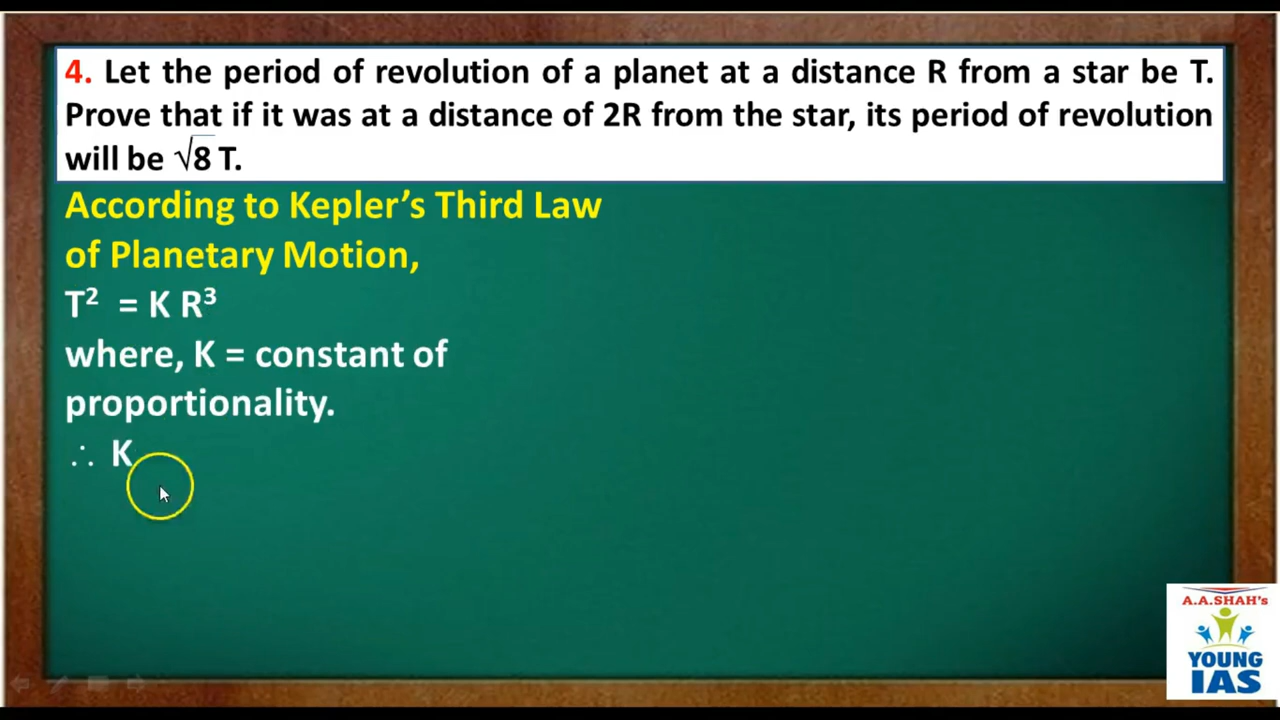 4. Let the period of revolution of a planet at a distance R from a star be T.
Prove that if it was at a distance of 2R from the star, its period of revolution
will be √8 T.
According to Kepler’s Third Law
of Planetary Motion,
T² = K R³
where, K = constant of
proportionality.
∴ K
A.A.SHAH's
YOUNG
IAS